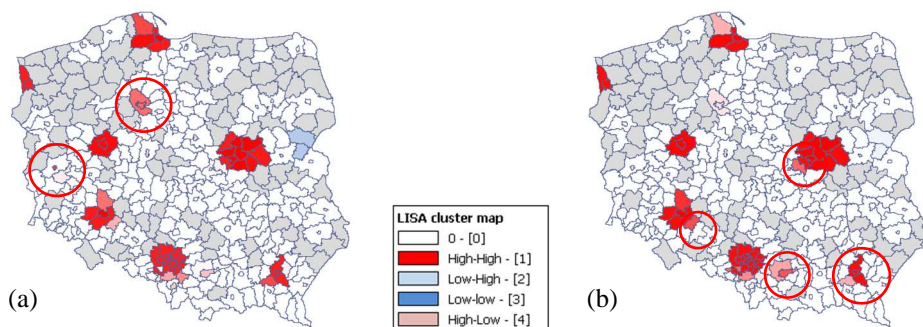 LISA cluster map
0 - [0]
High-High - [1]
Low-High - [2]
Low-low - [3]
High-Low - [4]
(a)
(b)